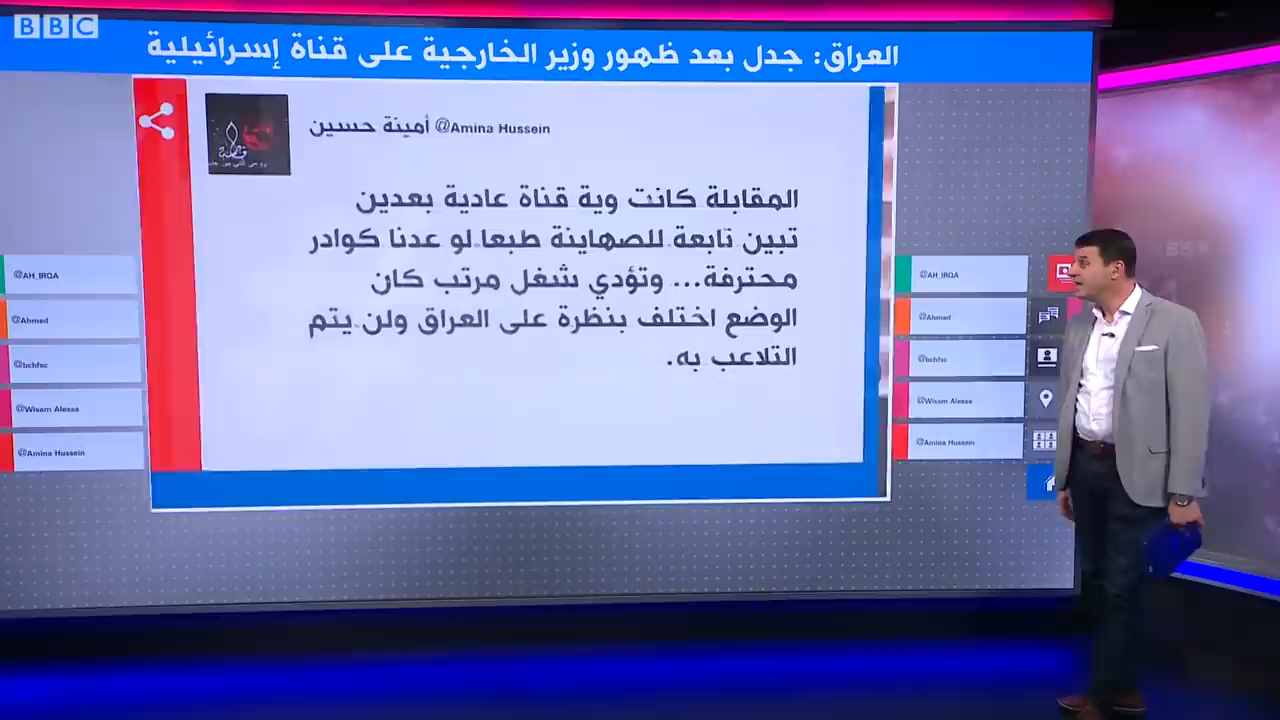 BBC
العراق: جدل بعد ظهور وزير الخارجية على قناة إسرائيلية
أمينة حسين @Amina Hussein
المقابلة كانت وية قناة عادية بعدين
تبين تابعة للصهاينة طبعا لو عدنا كوادر
محترفة... وتؤدي شغل مرتب كان
الوضع اختلف بنظرة على العراق ولن يتم
التلاعب به.
@AH_IRQA
@Ahmed
@bchfsc
@Wisam Alessa
@Amina Hussein
@AH_IRQA
@Ahmed
@bchfsc
@Wisam Alessa
@Amina Hussein